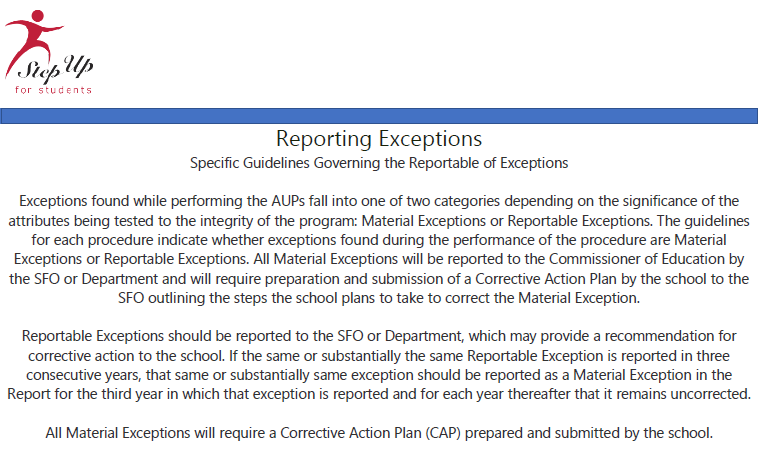 Step Up
for students
Reporting Exceptions
Specific Guidelines Governing the Reportable of Exceptions
Exceptions found while performing the AUPs fall into one of two categories depending on the significance of the
attributes being tested to the integrity of the program: Material Exceptions or Reportable Exceptions. The guidelines
for each procedure indicate whether exceptions found during the performance of the procedure are Material
Exceptions or Reportable Exceptions. All Material Exceptions will be reported to the Commissioner of Education by
the SFO or Department and will require preparation and submission of a Corrective Action Plan by the school to the
SFO outlining the steps the school plans to take to correct the Material Exception.
Reportable Exceptions should be reported to the SFO or Department, which may provide a recommendation for
corrective action to the school. If the same or substantially the same Reportable Exception is reported in three
consecutive years, that same or substantially same exception should be reported as a Material Exception in the
Report for the third year in which that exception is reported and for each year thereafter that it remains uncorrected.
All Material Exceptions will require a Corrective Action Plan (CAP) prepared and submitted by the school.